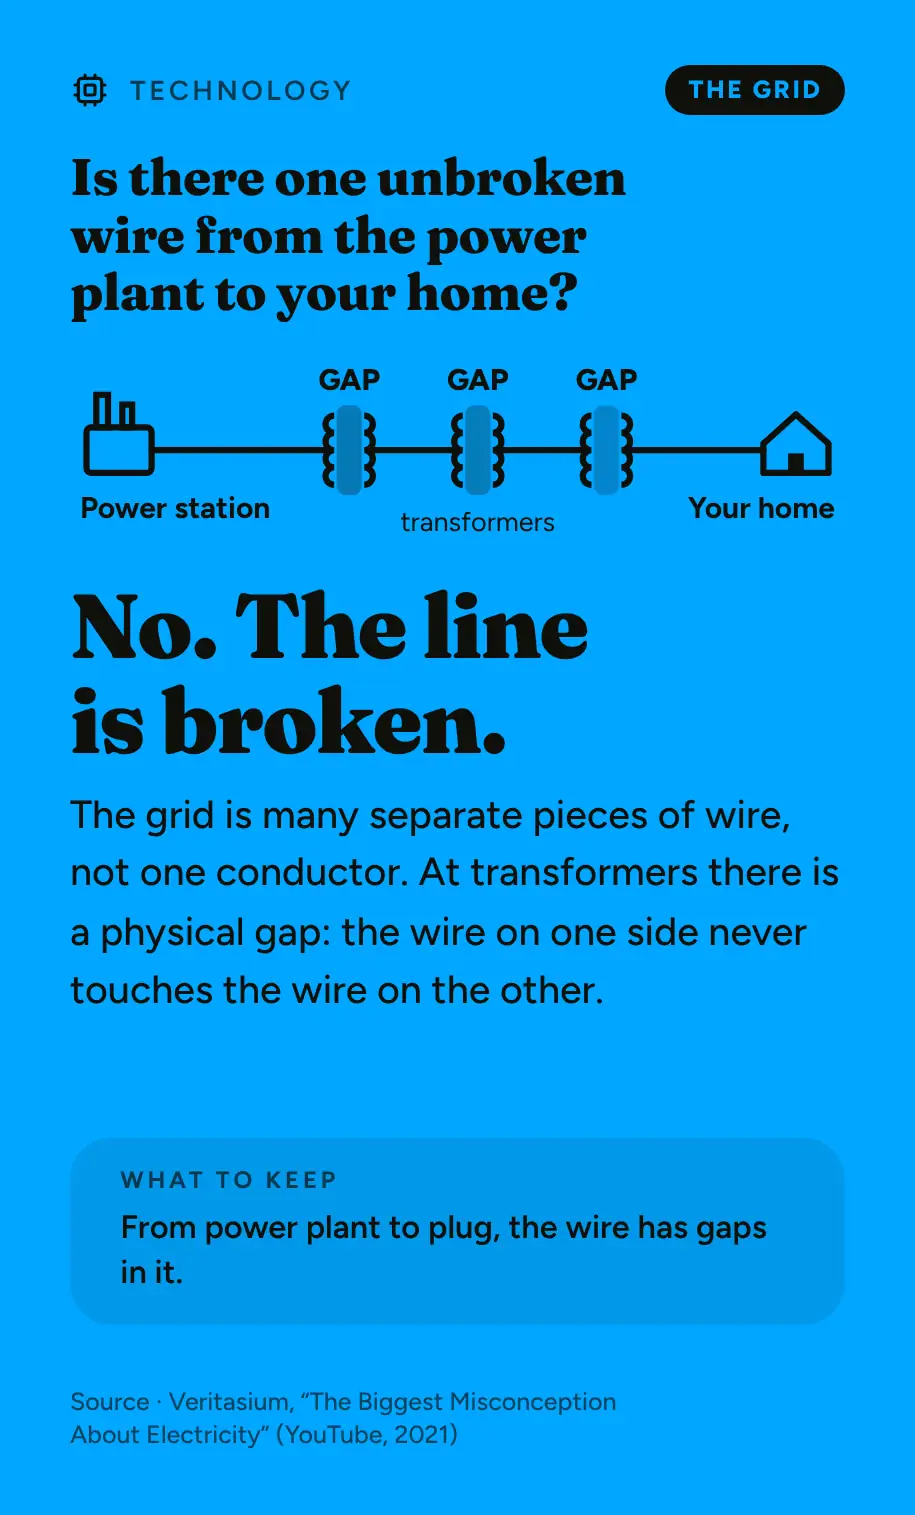 TECHNOLOGY
THE GRID
Is there one unbroken
wire from the power
plant to your home?
GAP GAP GAP
Power station
transformers
Your home
No. The line
is broken.
The grid is many separate pieces of wire,
not one conductor. At transformers there is
a physical gap: the wire on one side never
touches the wire on the other.
WHAT TO KEEP
From power plant to plug, the wire has gaps
in it.
Source · Veritasium, “The Biggest Misconception
About Electricity” (YouTube, 2021)